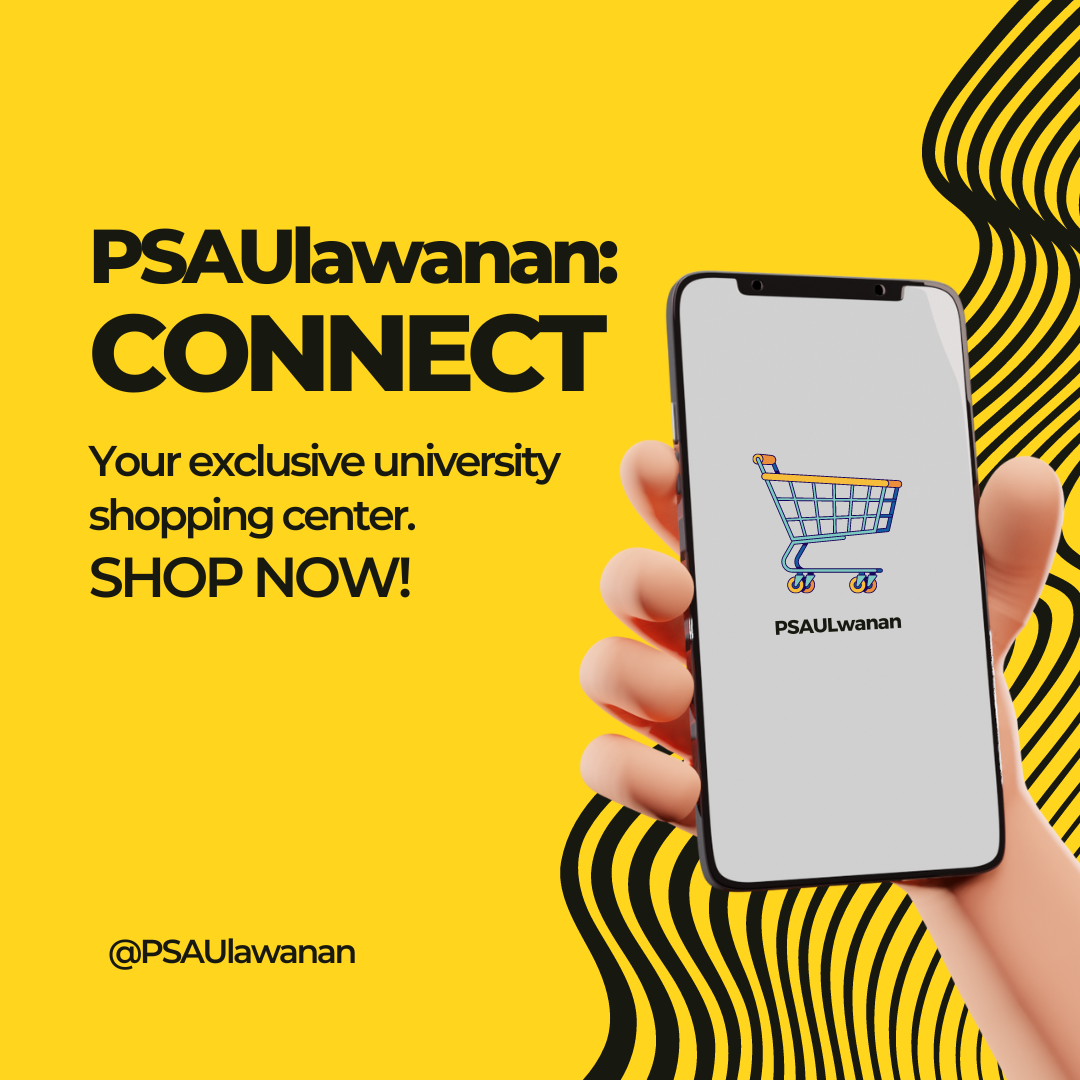 PSAUlawanan:
CONNECT
Your exclusive university
shopping center.
SHOP NOW!
PSAULwanan
@PSAUlawanan